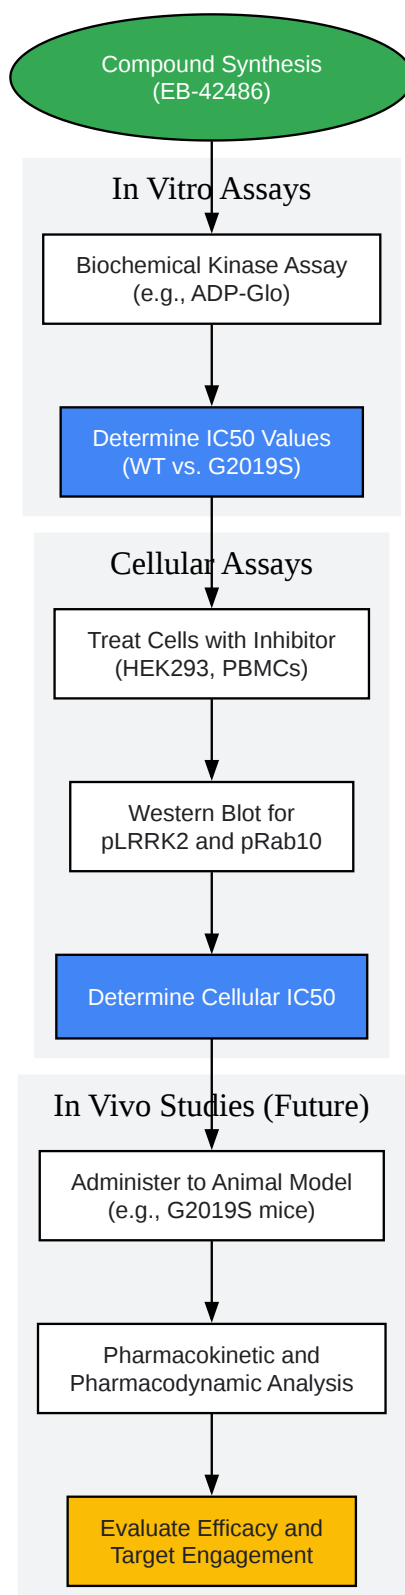 Compound Synthesis
(EB-42486)
In Vitro Assays
Biochemical Kinase Assay
(e.g., ADP-Glo)
Determine IC50 Values
(WT vs. G2019S)
Cellular Assays
Treat Cells with Inhibitor
(HEK293, PBMCs)
Western Blot for
pLRRK2 and pRab10
Determine Cellular IC50
In Vivo Studies (Future)
Administer to Animal Model
(e.g., G2019S mice)
Pharmacokinetic and
Pharmacodynamic Analysis
Evaluate Efficacy and
Target Engagement